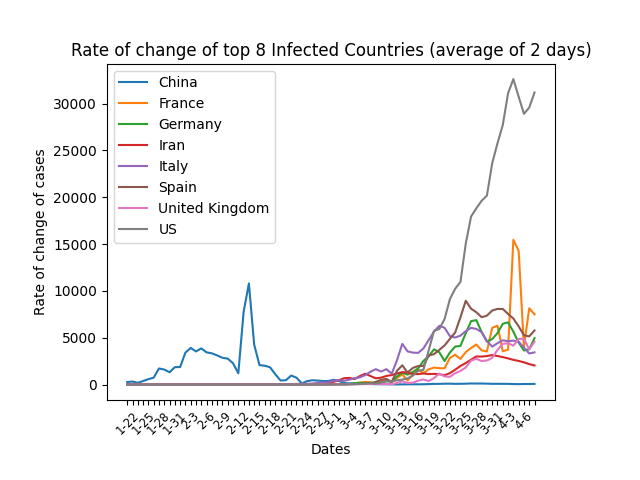 Rate of change of top 8 Infected Countries (average of 2 days)
China
France
Germany
Iran
Italy
Spain
United Kingdom
US
30000
25000
20000
15000
10000
5000
0
Rate of change of cases
1-22 1-25 1-28 1-31 2-3 2-6 2-9 2-12 2-15 2-18 2-21 2-24 2-27 3-1 3-4 3-7 3-10 3-13 3-16 3-19 3-22 3-25 3-28 3-31 4-3 4-6
Dates